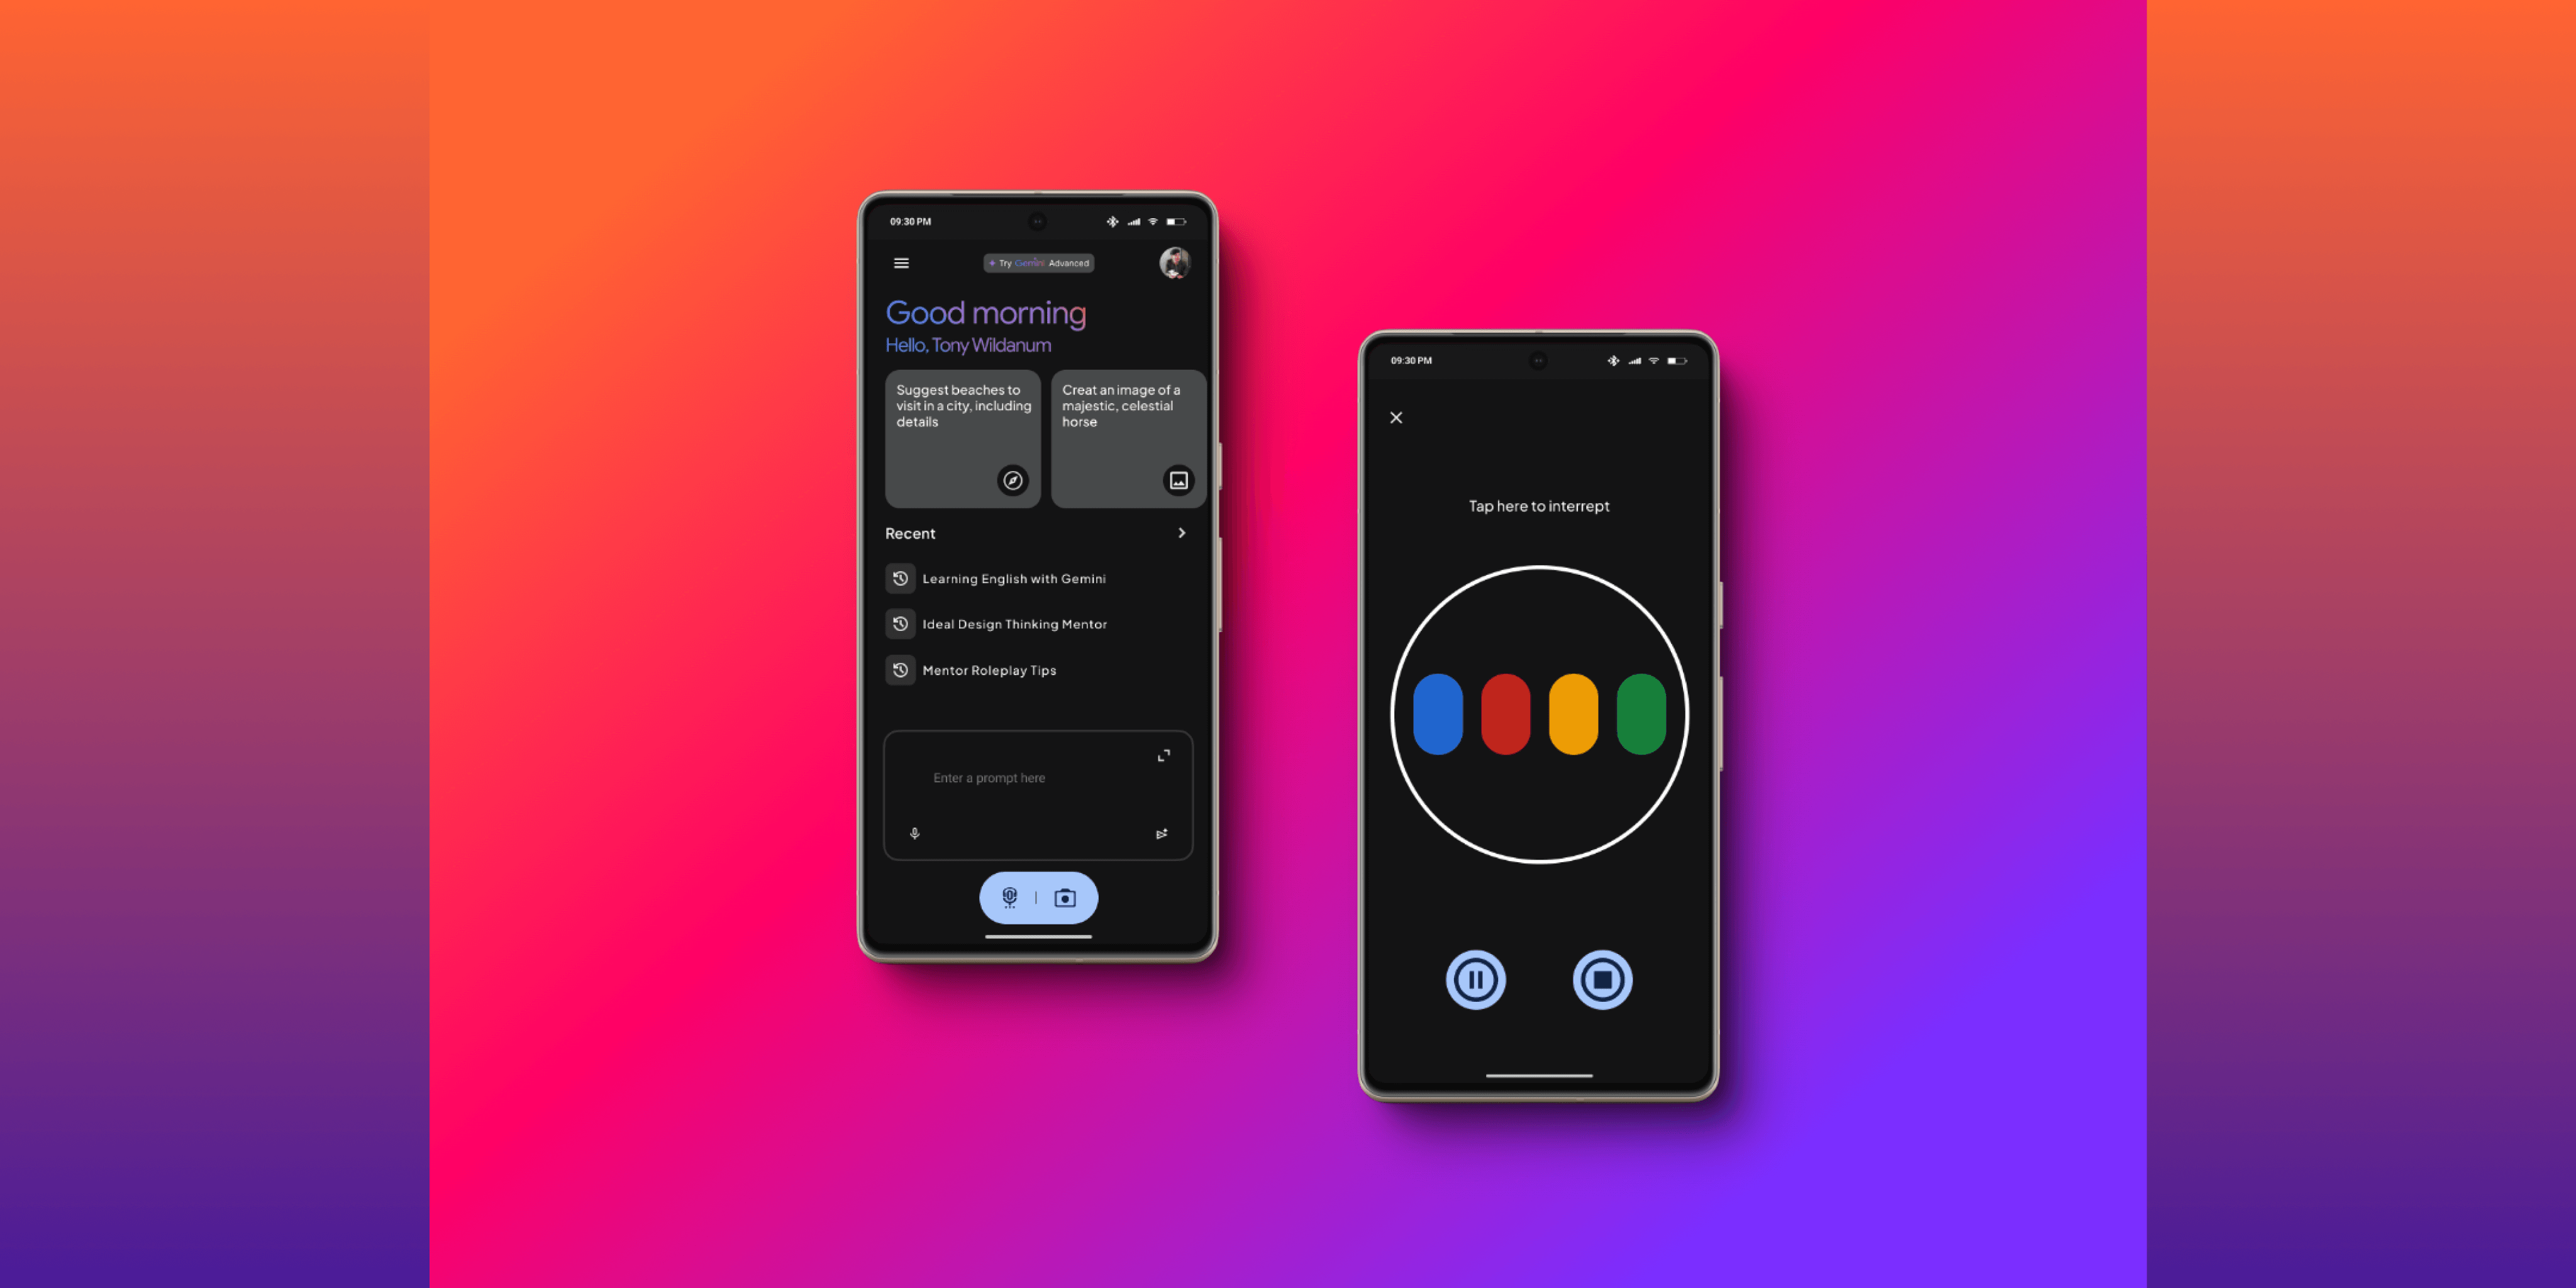 09:30 PM
Try Gemini Advanced
Good morning
Hello, Tony Wildanum
Suggest beaches to
visit in a city, including
details
Creat an image of a
majestic, celestial
horse
Recent
Learning English with Gemini
Ideal Design Thinking Mentor
Mentor Roleplay Tips
Enter a prompt here
09:30 PM
Tap here to interrept